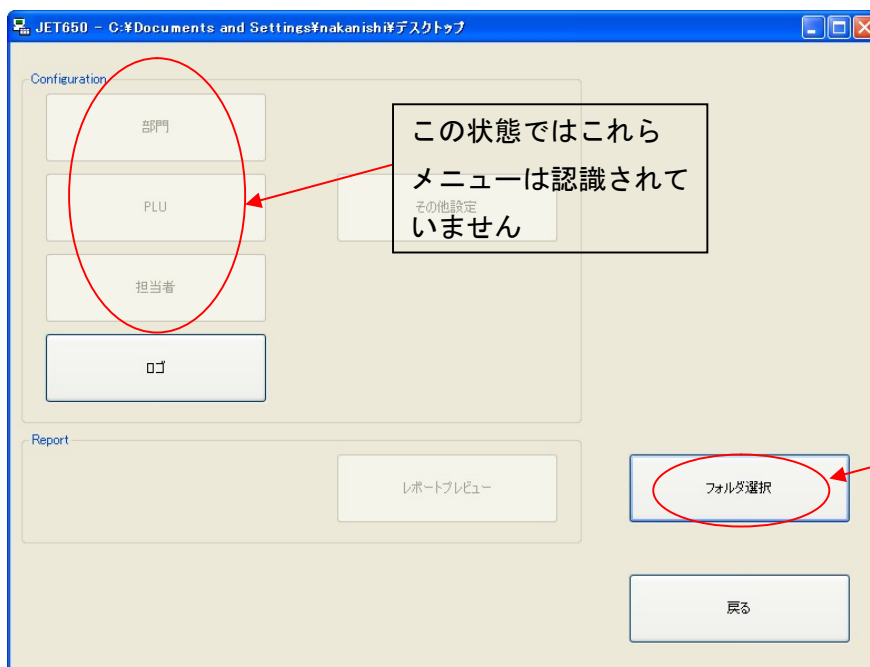 JET650 - C:¥Documents and Settings¥nakanishi¥デスクトップ
Configuration
部門
この状態ではこれら
メニューは認識されて
いません
PLU
その他設定
担当者
ロゴ
Report
レポートプレビュー
フォルダ選択
戻る